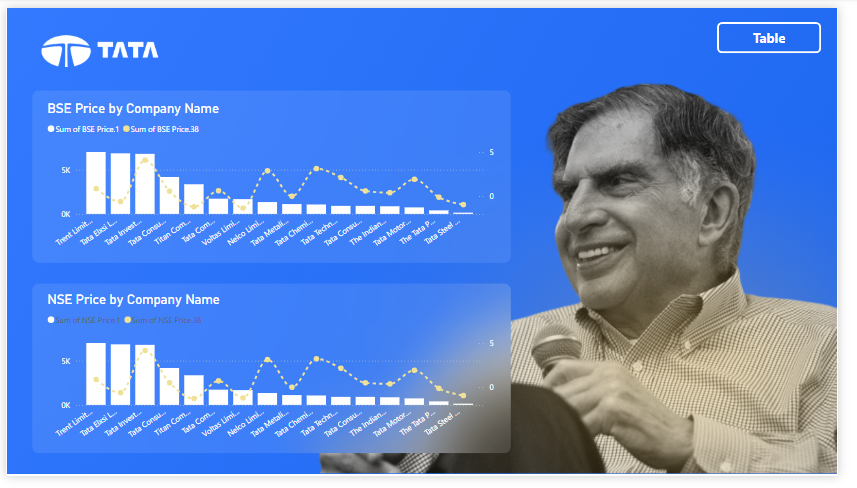 TATA
Table
BSE Price by Company Name
Sum of BSE Price.1 Sum of BSE Price.38
5K
0K
5
0
Trent Limit... Tata Elxsi L... Tata Invest... Tata Consu... Titan Com... Tata Com... Voltas Limi... Nelco Limi... Tata Metali... Tata Chemi... Tata Techn... Tata Consu... The Indian... Tata Motor... The Tata P... Tata Steel ...
NSE Price by Company Name
Sum of NSE Price.1 Sum of NSE Price.38
5K
0K
5
0
Trent Limit... Tata Elxsi L... Tata Invest... Tata Consu... Titan Com... Tata Com... Voltas Limi... Nelco Limi... Tata Metali... Tata Chemi... Tata Techn... Tata Consu... The Indian... Tata Motor... The Tata P... Tata Steel ...